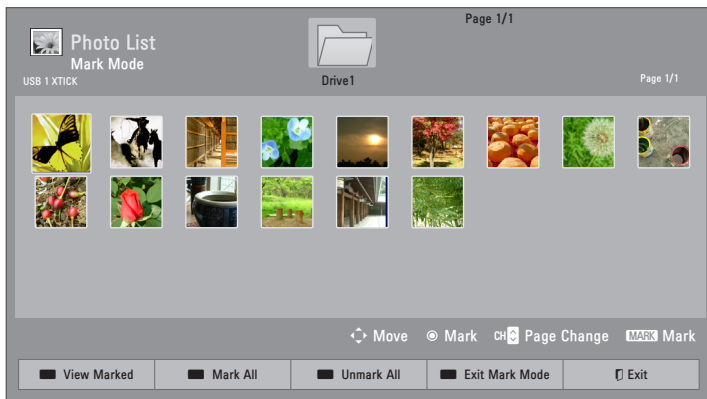 Page 1/1
Photo List
Mark Mode
USB 1 XTICK
Drive1
Page 1/1
Move
Mark
CH Page Change
MARK Mark
View Marked
Mark All
Unmark All
Exit Mark Mode
Exit